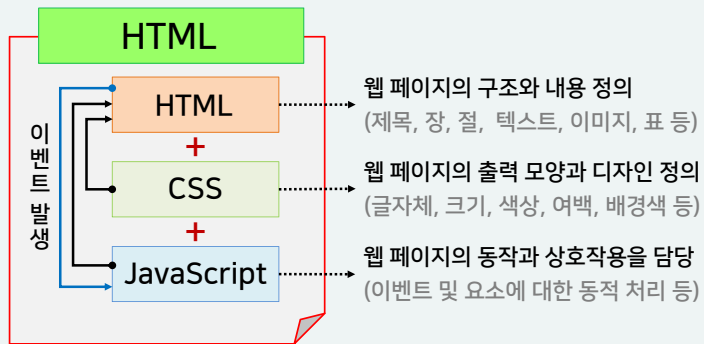 HTML
HTML
웹 페이지의 구조와 내용 정의
(제목, 장, 절, 텍스트, 이미지, 표 등)
+
이벤트 발생
CSS
웹 페이지의 출력 모양과 디자인 정의
(글자체, 크기, 색상, 여백, 배경색 등)
+
JavaScript
웹 페이지의 동작과 상호작용을 담당
(이벤트 및 요소에 대한 동적 처리 등)